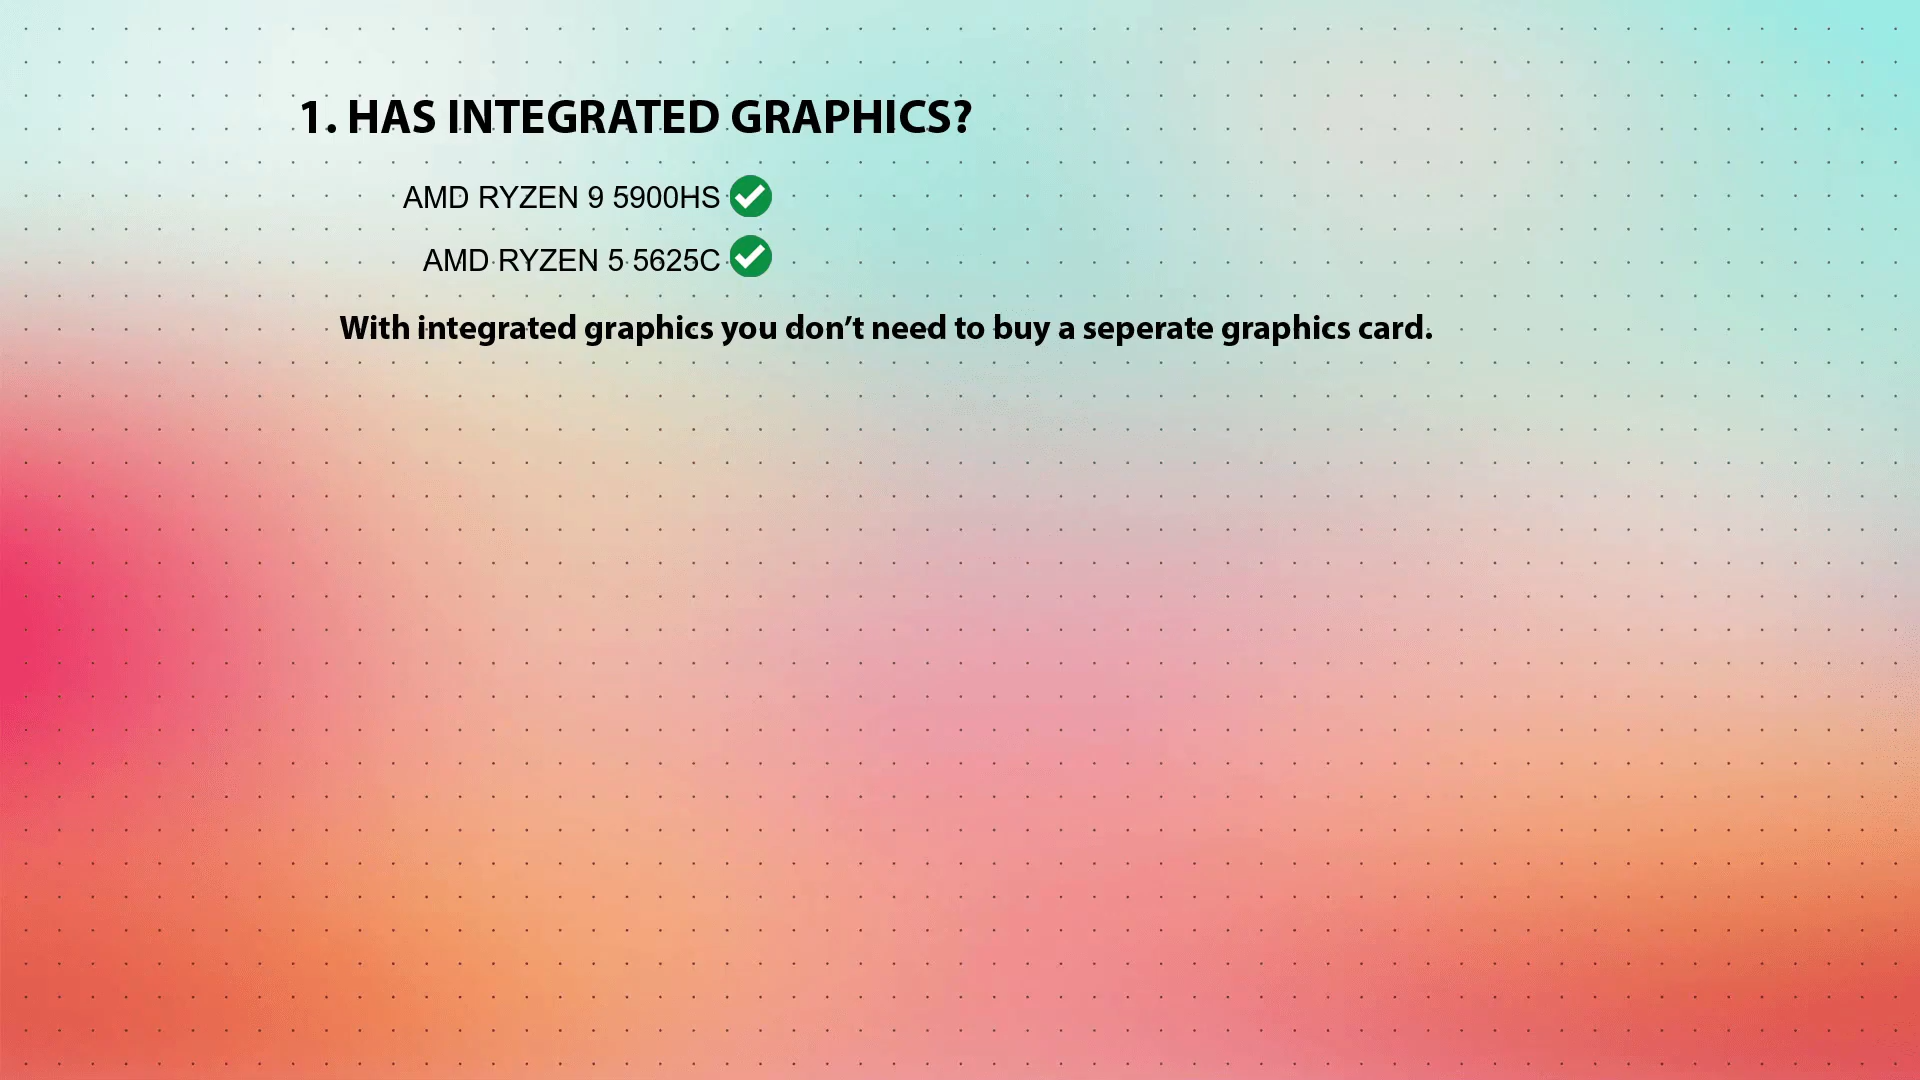 1. HAS INTEGRATED GRAPHICS?
AMD RYZEN 9 5900HS
AMD RYZEN 5 5625C
With integrated graphics you don’t need to buy a seperate graphics card.